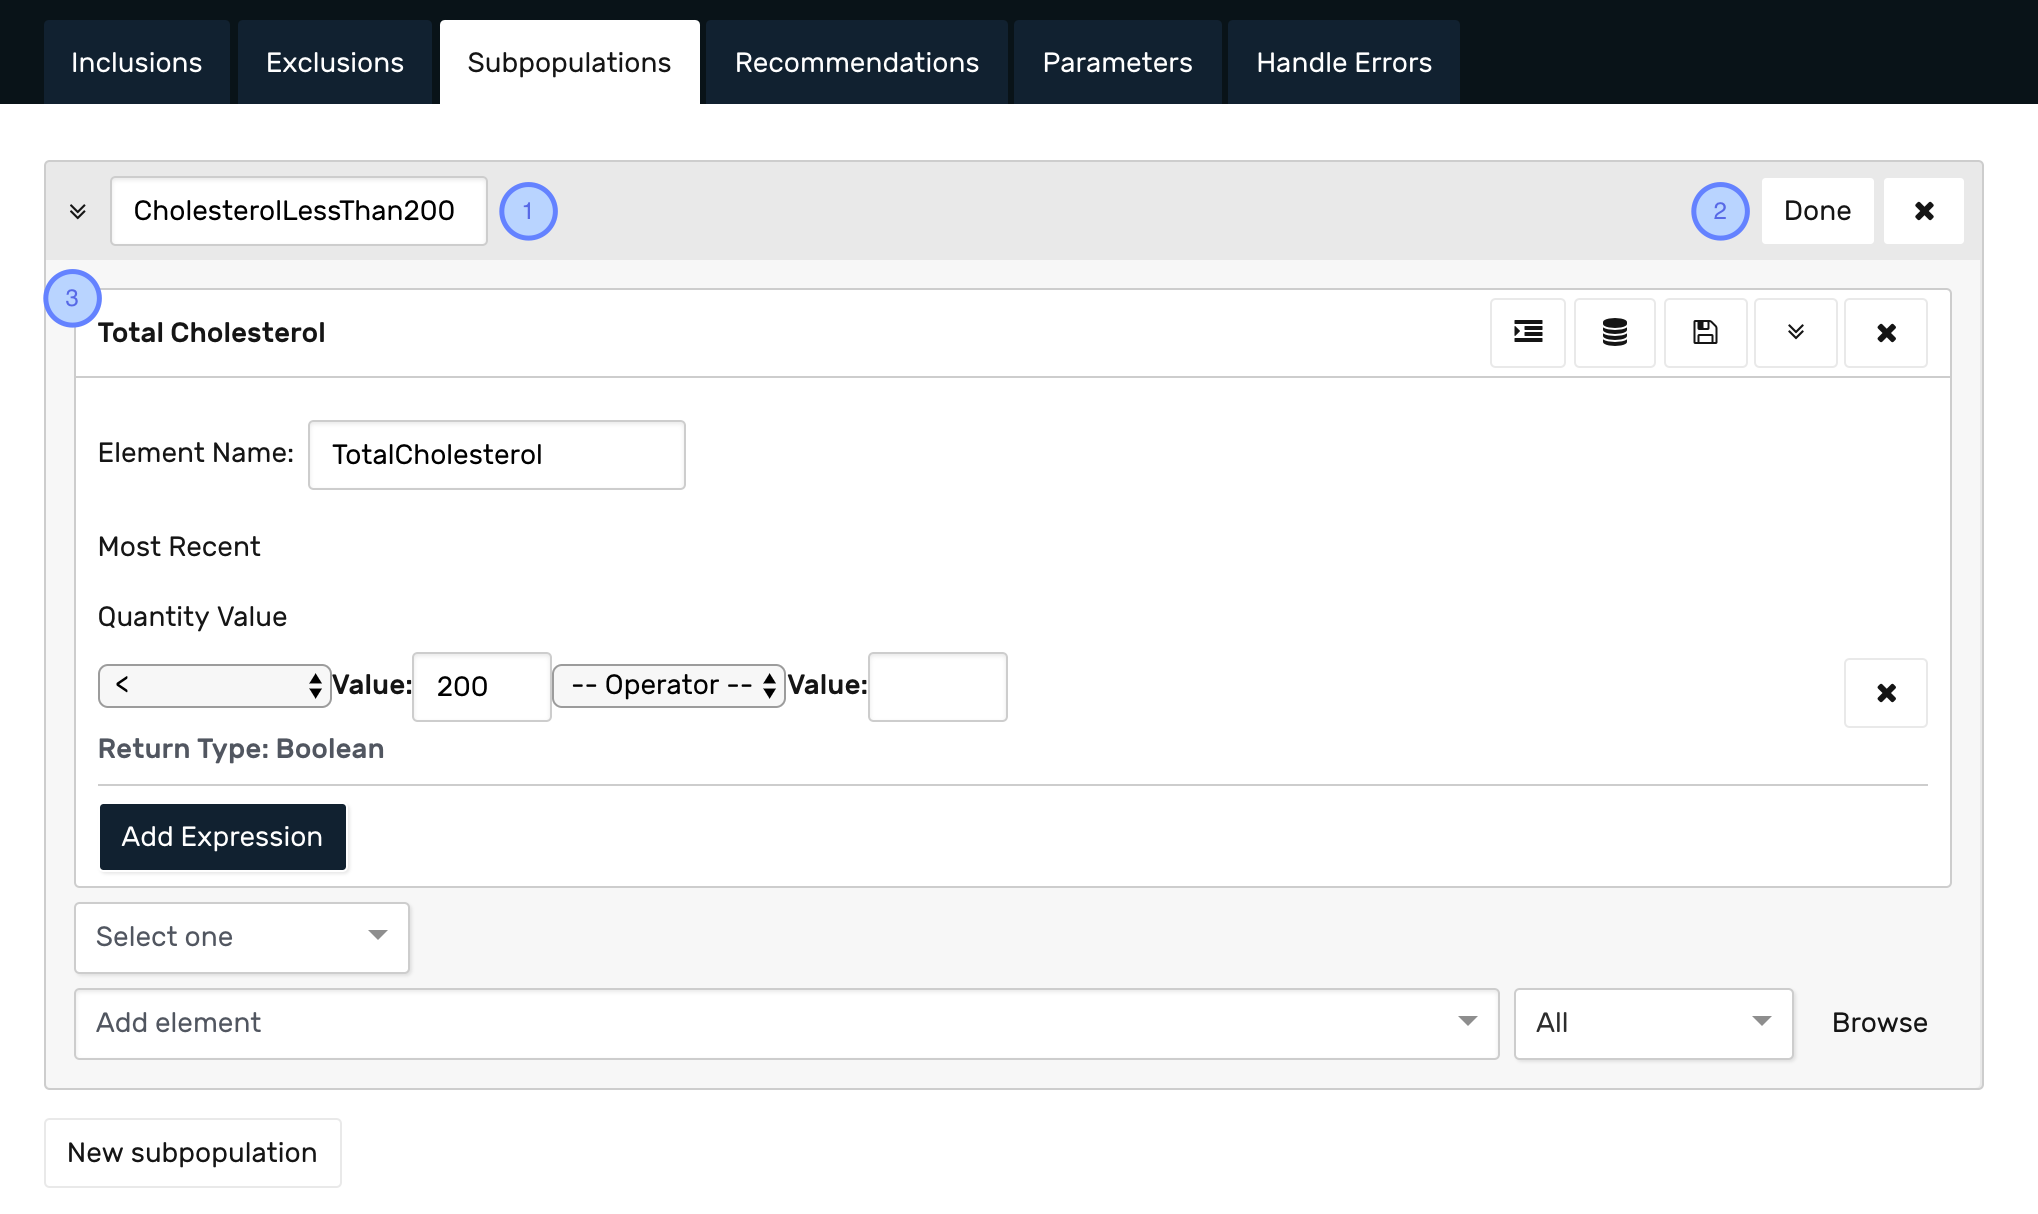 Inclusions Exclusions Subpopulations Recommendations Parameters Handle Errors
CholesterolLessThan200 1 2 Done
3
Total Cholesterol
Element Name: TotalCholesterol
Most Recent
Quantity Value
< Value: 200 -- Operator -- Value:
Return Type: Boolean
Add Expression
Select one
Add element All Browse
New subpopulation